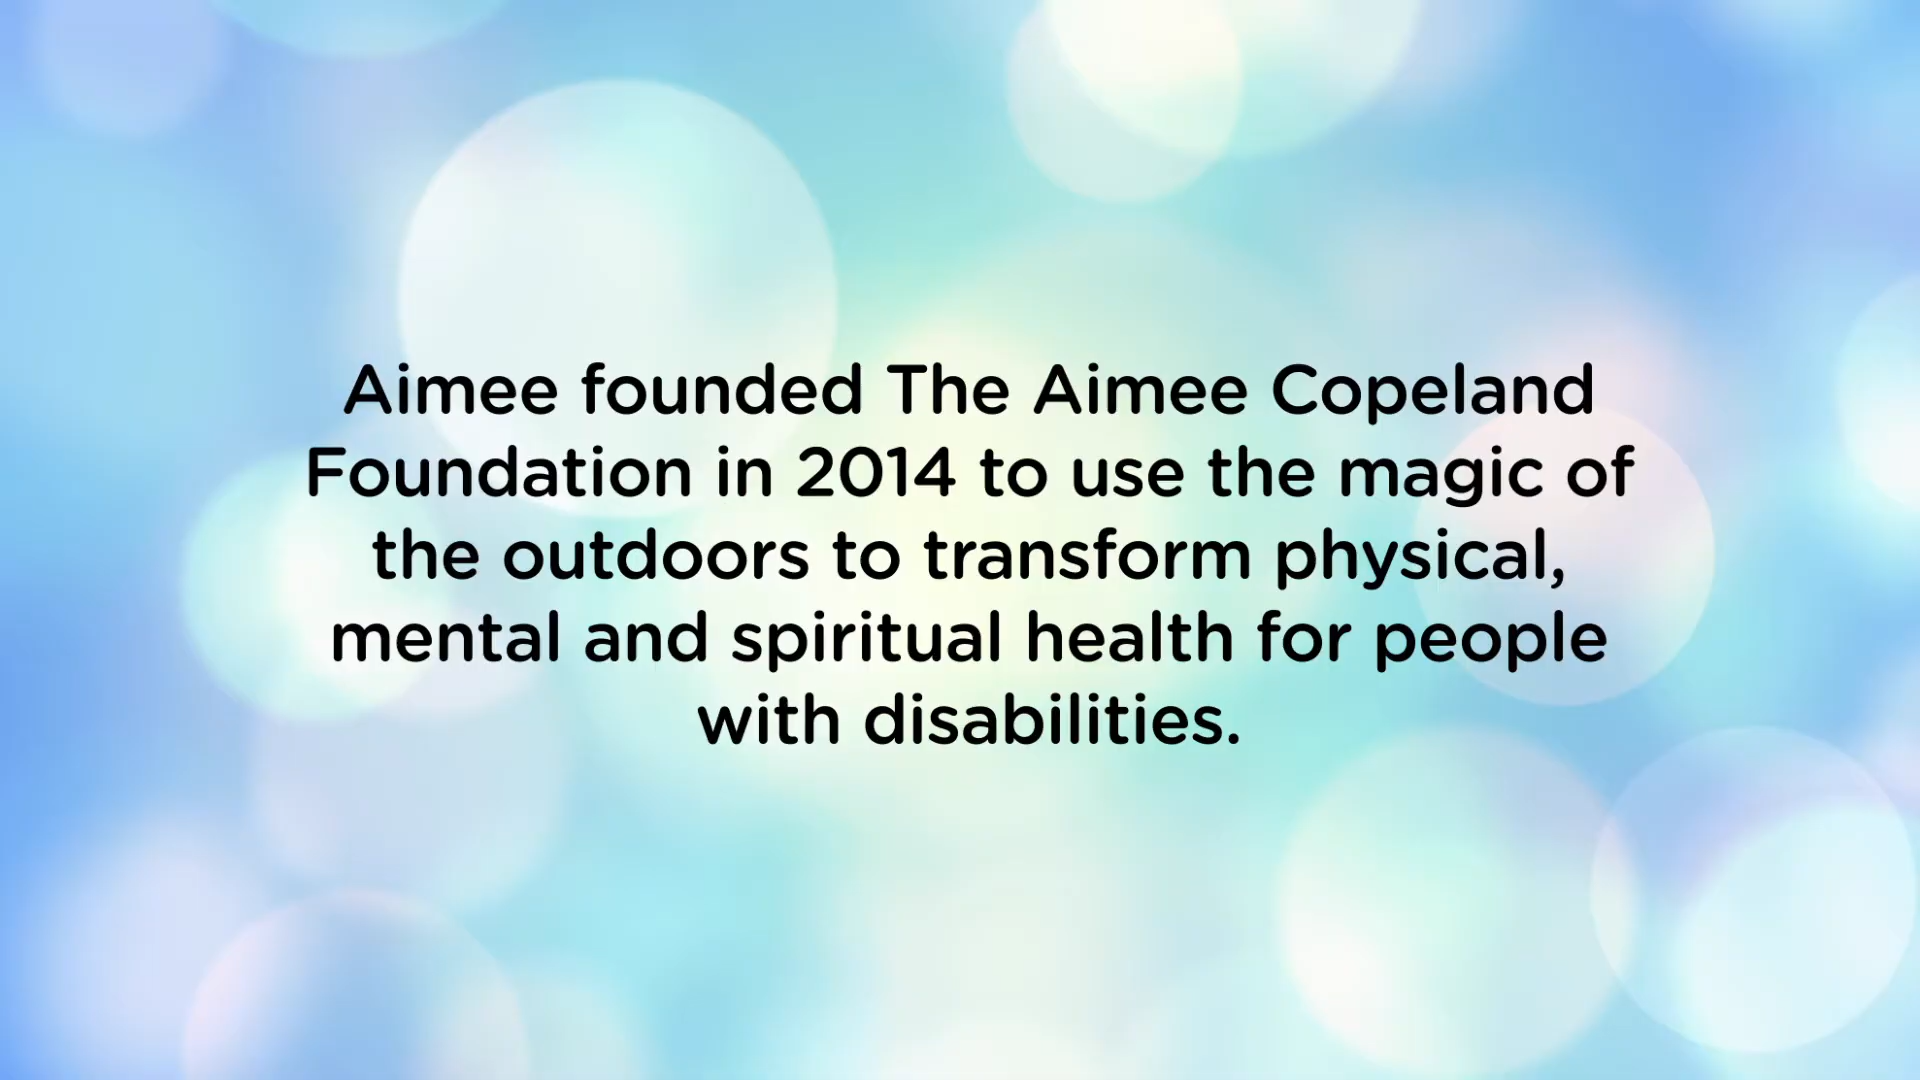 Aimee founded The Aimee Copeland
Foundation in 2014 to use the magic of
the outdoors to transform physical,
mental and spiritual health for people
with disabilities.